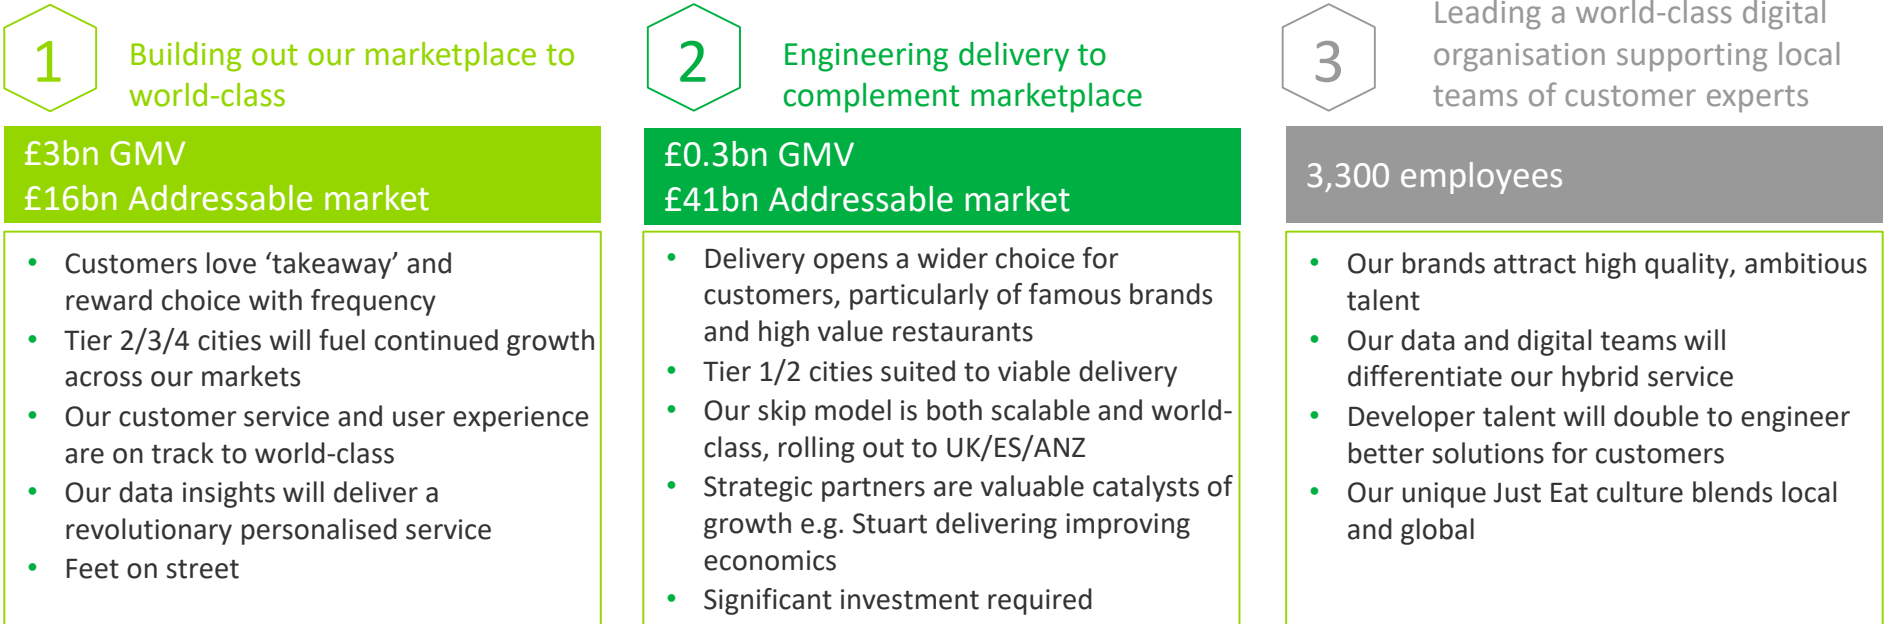 1
Building out our marketplace to
world-class
£3bn GMV
£16bn Addressable market
• Customers love ‘takeaway’ and
reward choice with frequency
• Tier 2/3/4 cities will fuel continued growth
across our markets
• Our customer service and user experience
are on track to world-class
• Our data insights will deliver a
revolutionary personalised service
• Feet on street
2
Engineering delivery to
complement marketplace
£0.3bn GMV
£41bn Addressable market
• Delivery opens a wider choice for
customers, particularly of famous brands
and high value restaurants
• Tier 1/2 cities suited to viable delivery
• Our skip model is both scalable and world-
class, rolling out to UK/ES/ANZ
• Strategic partners are valuable catalysts of
growth e.g. Stuart delivering improving
economics
• Significant investment required
3
Leading a world-class digital
organisation supporting local
teams of customer experts
3,300 employees
• Our brands attract high quality, ambitious
talent
• Our data and digital teams will
differentiate our hybrid service
• Developer talent will double to engineer
better solutions for customers
• Our unique Just Eat culture blends local
and global